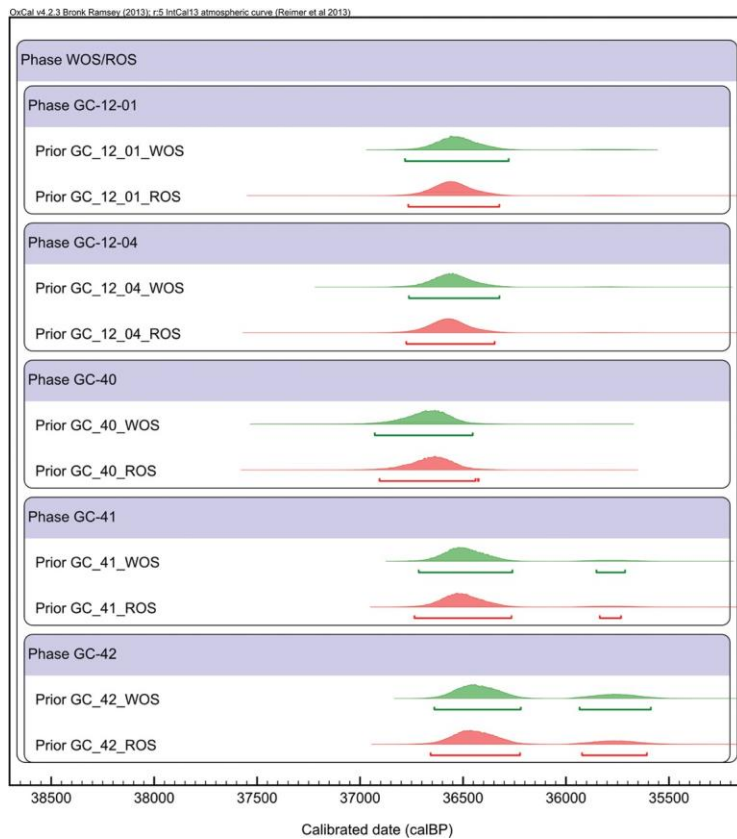 OxCal v4.2.3 Bronk Ramsey (2013); r:5 IntCal13 atmospheric curve (Reimer et al 2013)
Phase WOS/ROS
Phase GC-12-01
Prior GC_12_01_WOS
Prior GC_12_01_ROS
Phase GC-12-04
Prior GC_12_04_WOS
Prior GC_12_04_ROS
Phase GC-40
Prior GC_40_WOS
Prior GC_40_ROS
Phase GC-41
Prior GC_41_WOS
Prior GC_41_ROS
Phase GC-42
Prior GC_42_WOS
Prior GC_42_ROS
38500 38000 37500 37000 36500 36000 35500
Calibrated date (calBP)